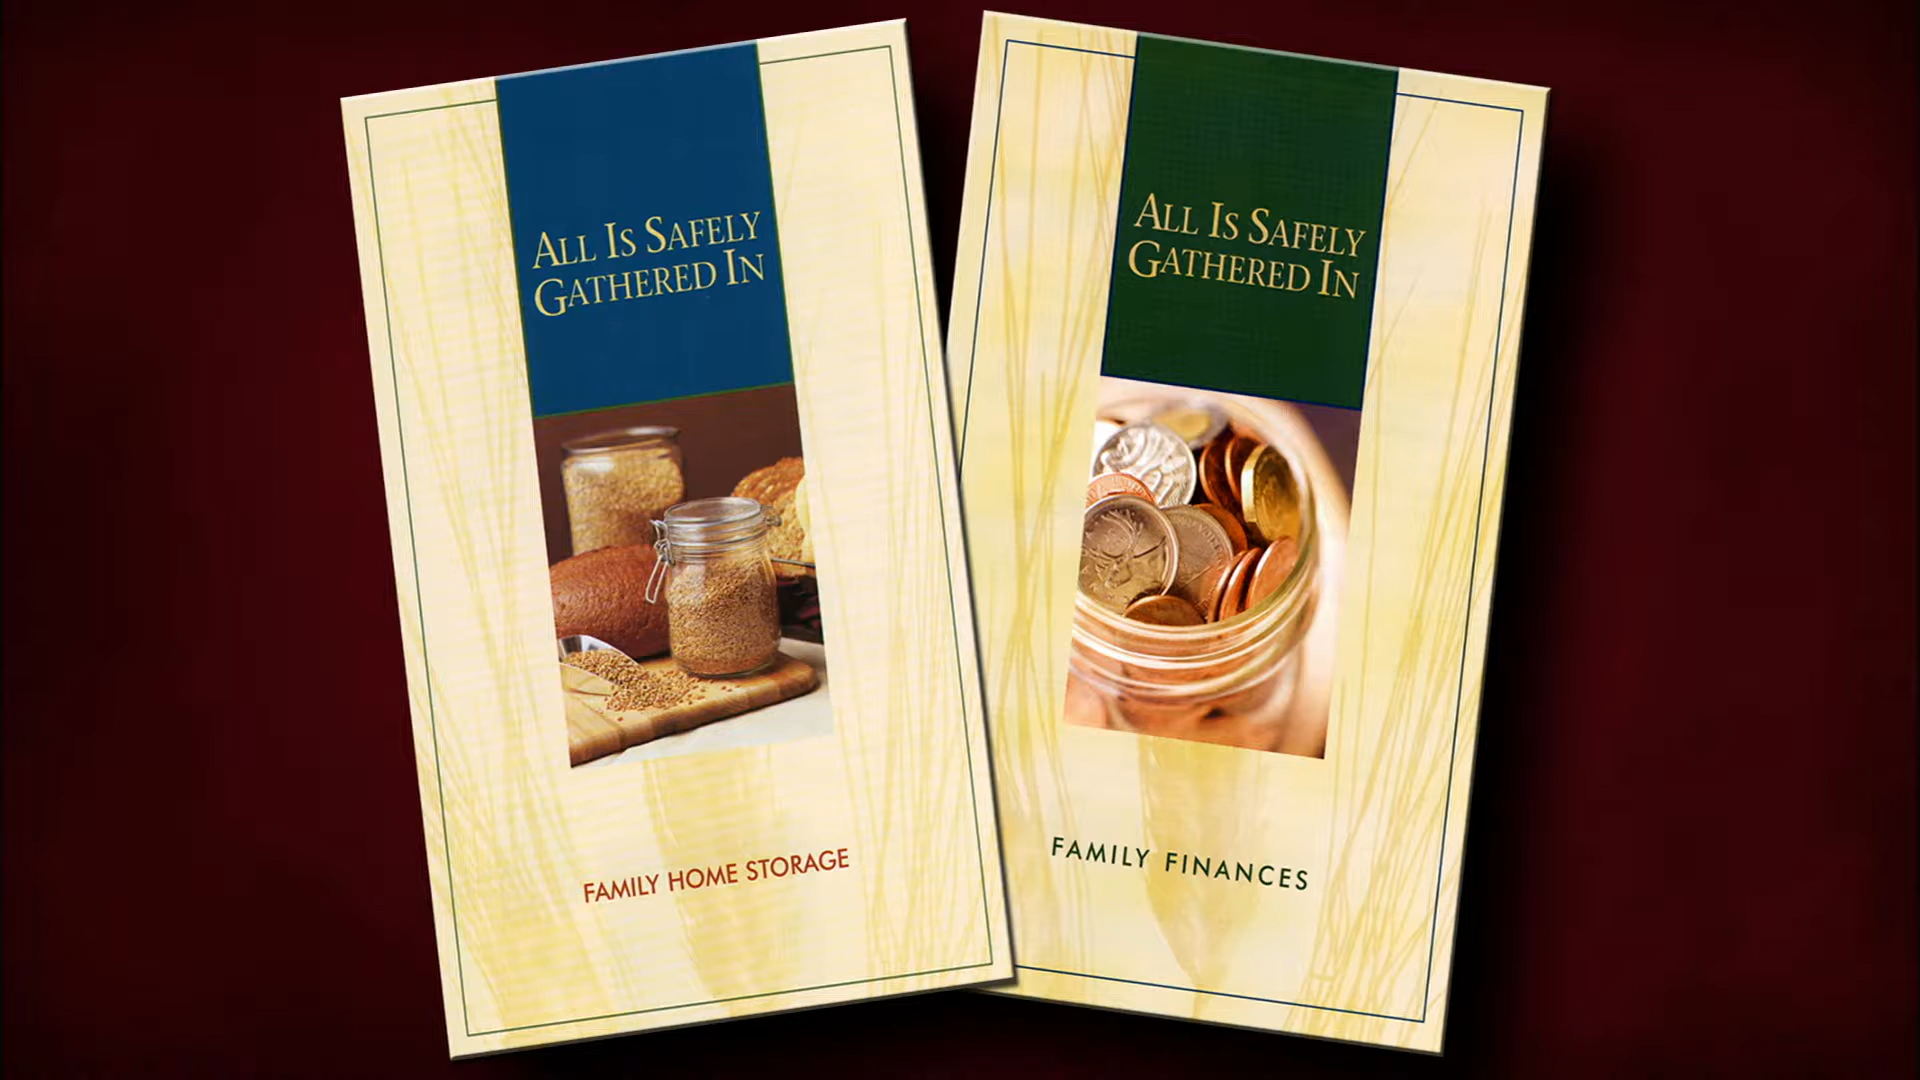 ALL IS SAFELY
GATHERED IN
FAMILY HOME STORAGE
ALL IS SAFELY
GATHERED IN
FAMILY FINANCES